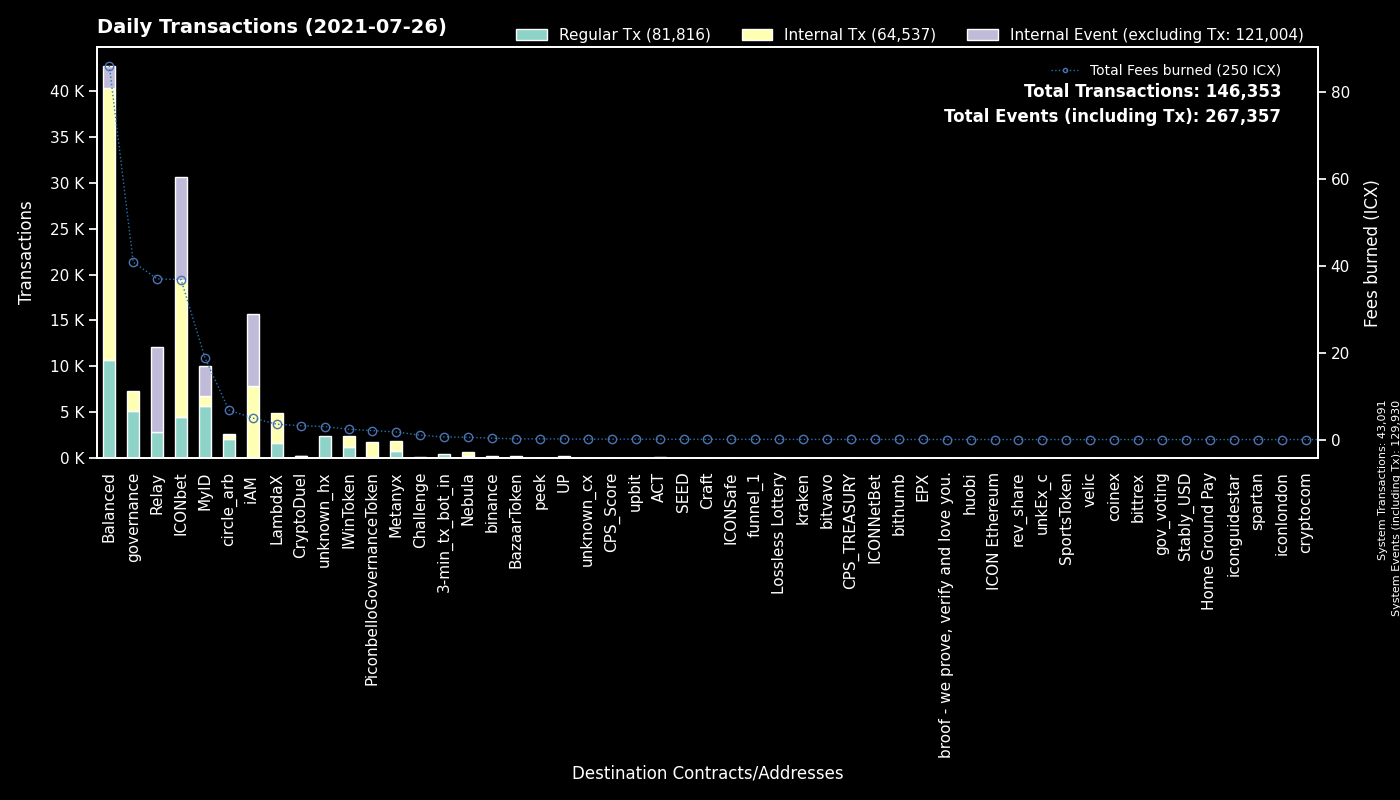 Daily Transactions (2021-07-26)
Regular Tx (81,816)
Internal Tx (64,537)
Internal Event (excluding Tx: 121,004)
Total Fees burned (250 ICX)
Total Transactions: 146,353
Total Events (including Tx): 267,357
Transactions
40 K
35 K
30 K
25 K
20 K
15 K
10 K
5 K
0 K
80
60
40
20
0
Fees burned (ICX)
System Transactions: 43,091
System Events (including Tx): 129,930
Balanced
governance
Relay
ICONbet
MyID
circle_arb
iAM
LambdaX
CryptoDuel
unknown_hx
IWinToken
PiconbelloGovernanceToken
Metanyx
Challenge
3-min_tx_bot_in
Nebula
binance
BazaarToken
peek
UP
unknown_cx
CPS_Score
upbit
ACT
SEED
Craft
ICONSafe
funnel_1
Lossless Lottery
kraken
bitvavo
CPS_TREASURY
ICONNetBet
bithumb
EPX
broof - we prove, verify and love you.
huobi
ICON Ethereum
rev_share
unkEx_c
SportsToken
velic
coinex
bittrex
gov_voting
Stably_USD
Home Ground Pay
iconguidestar
spartan
iconlondon
cryptocom
Destination Contracts/Addresses